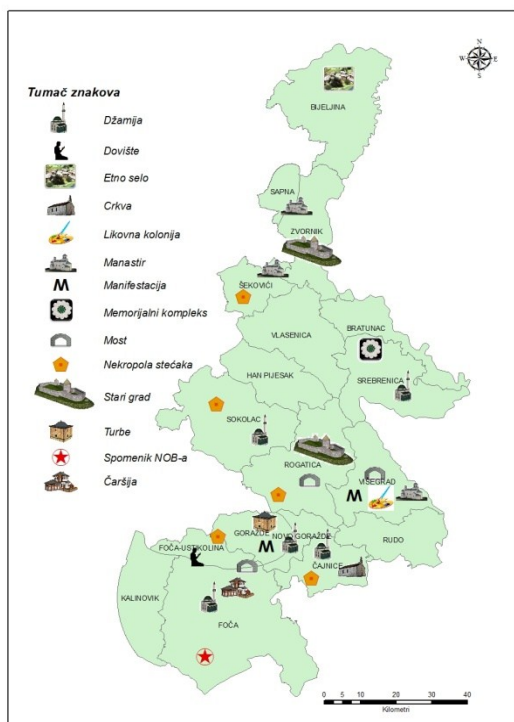 N
W E
S
Tumač znakova
Džamija
Dovište
Etno selo
Crkva
Likovna kolonija
Manastir
M Manifestacija
Memorijalni kompleks
Most
Nekropola stećaka
Stari grad
Turbe
Spomenik NOB-a
Čaršija
BIJELJINA
SAPNA
ZVORNIK
ŠEKOVIĆI
VLASENICA
BRATUNAC
HAN PIJESAK
SREBRENICA
SOKOLAC
ROGATICA
VIŠEGRAD
M
GORAŽDE
NOVO GORAŽDE
M
RUDO
FOČA-USTIKOLINA
ČAJNIČE
KALINOVIK
FOČA
0 5 10 20 30 40
Kilometri